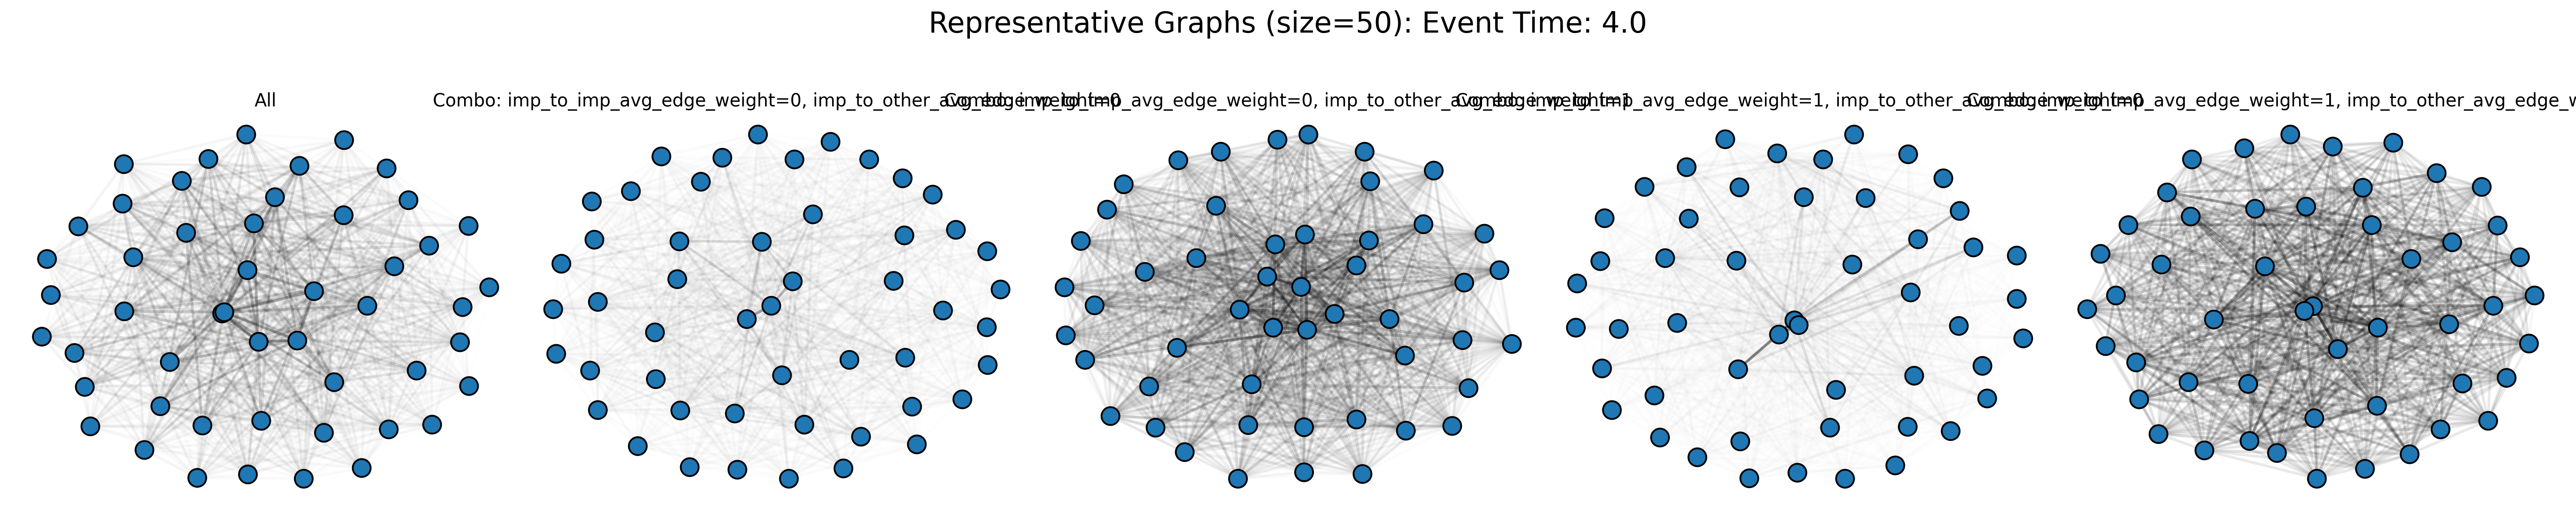 Representative Graphs (size=50): Event Time: 4.0
All
Combo: imp_to_imp_avg_edge_weight=0, imp_to_other_avg_edge_weight=0
Combo: imp_to_imp_avg_edge_weight=0, imp_to_other_avg_edge_weight=1
Combo: imp_to_imp_avg_edge_weight=1, imp_to_other_avg_edge_weight=0
Combo: imp_to_imp_avg_edge_weight=1, imp_to_other_avg_edge_w